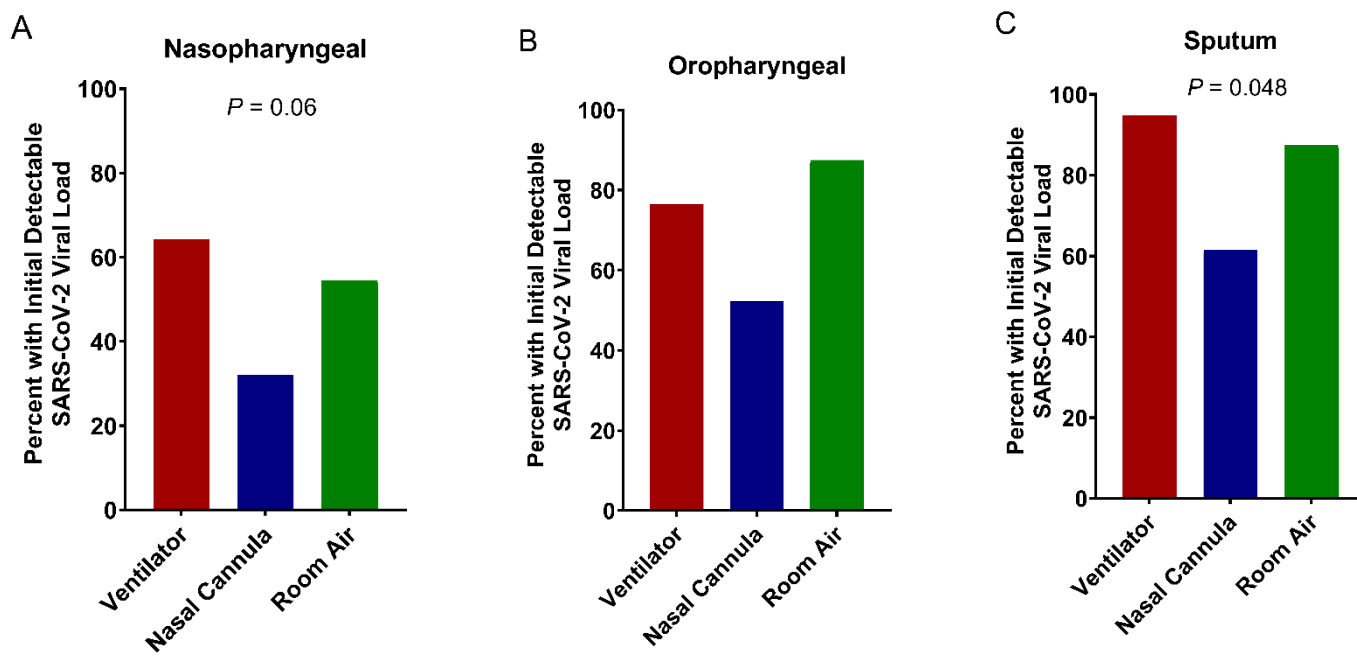 A
Nasopharyngeal
P = 0.06
Percent with Initial Detectable
SARS-CoV-2 Viral Load
100
80
60
40
20
0
Ventilator
Nasal Cannula
Room Air
B
Oropharyngeal
Percent with Initial Detectable
SARS-CoV-2 Viral Load
100
80
60
40
20
0
Ventilator
Nasal Cannula
Room Air
C
Sputum
P = 0.048
Percent with Initial Detectable
SARS-CoV-2 Viral Load
100
80
60
40
20
0
Ventilator
Nasal Cannula
Room Air